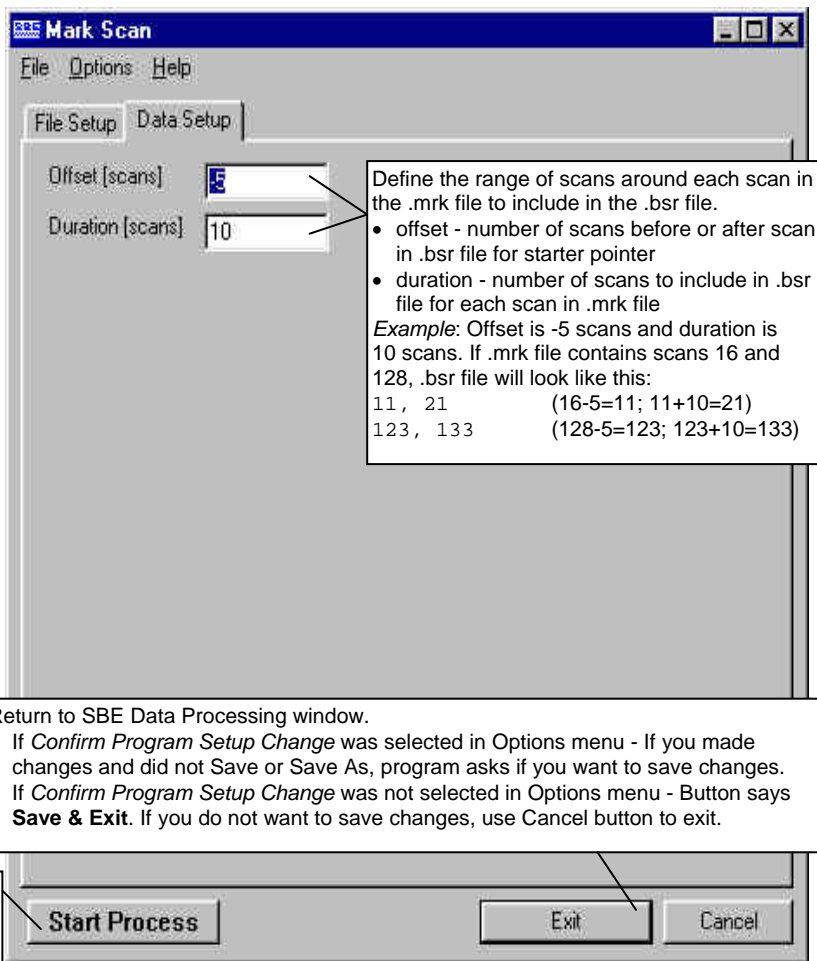 SBE Mark Scan
File Options Help
File Setup Data Setup
Offset [scans] -5
Duration [scans] 10
Define the range of scans around each scan in
the .mrk file to include in the .bsr file.
• offset - number of scans before or after scan
in .bsr file for starter pointer
• duration - number of scans to include in .bsr
file for each scan in .mrk file
Example: Offset is -5 scans and duration is
10 scans. If .mrk file contains scans 16 and
128, .bsr file will look like this:
11, 21 (16-5=11; 11+10=21)
123, 133 (128-5=123; 123+10=133)
Return to SBE Data Processing window.
If Confirm Program Setup Change was selected in Options menu - If you made
changes and did not Save or Save As, program asks if you want to save changes.
If Confirm Program Setup Change was not selected in Options menu - Button says
Save & Exit. If you do not want to save changes, use Cancel button to exit.
Start Process Exit Cancel